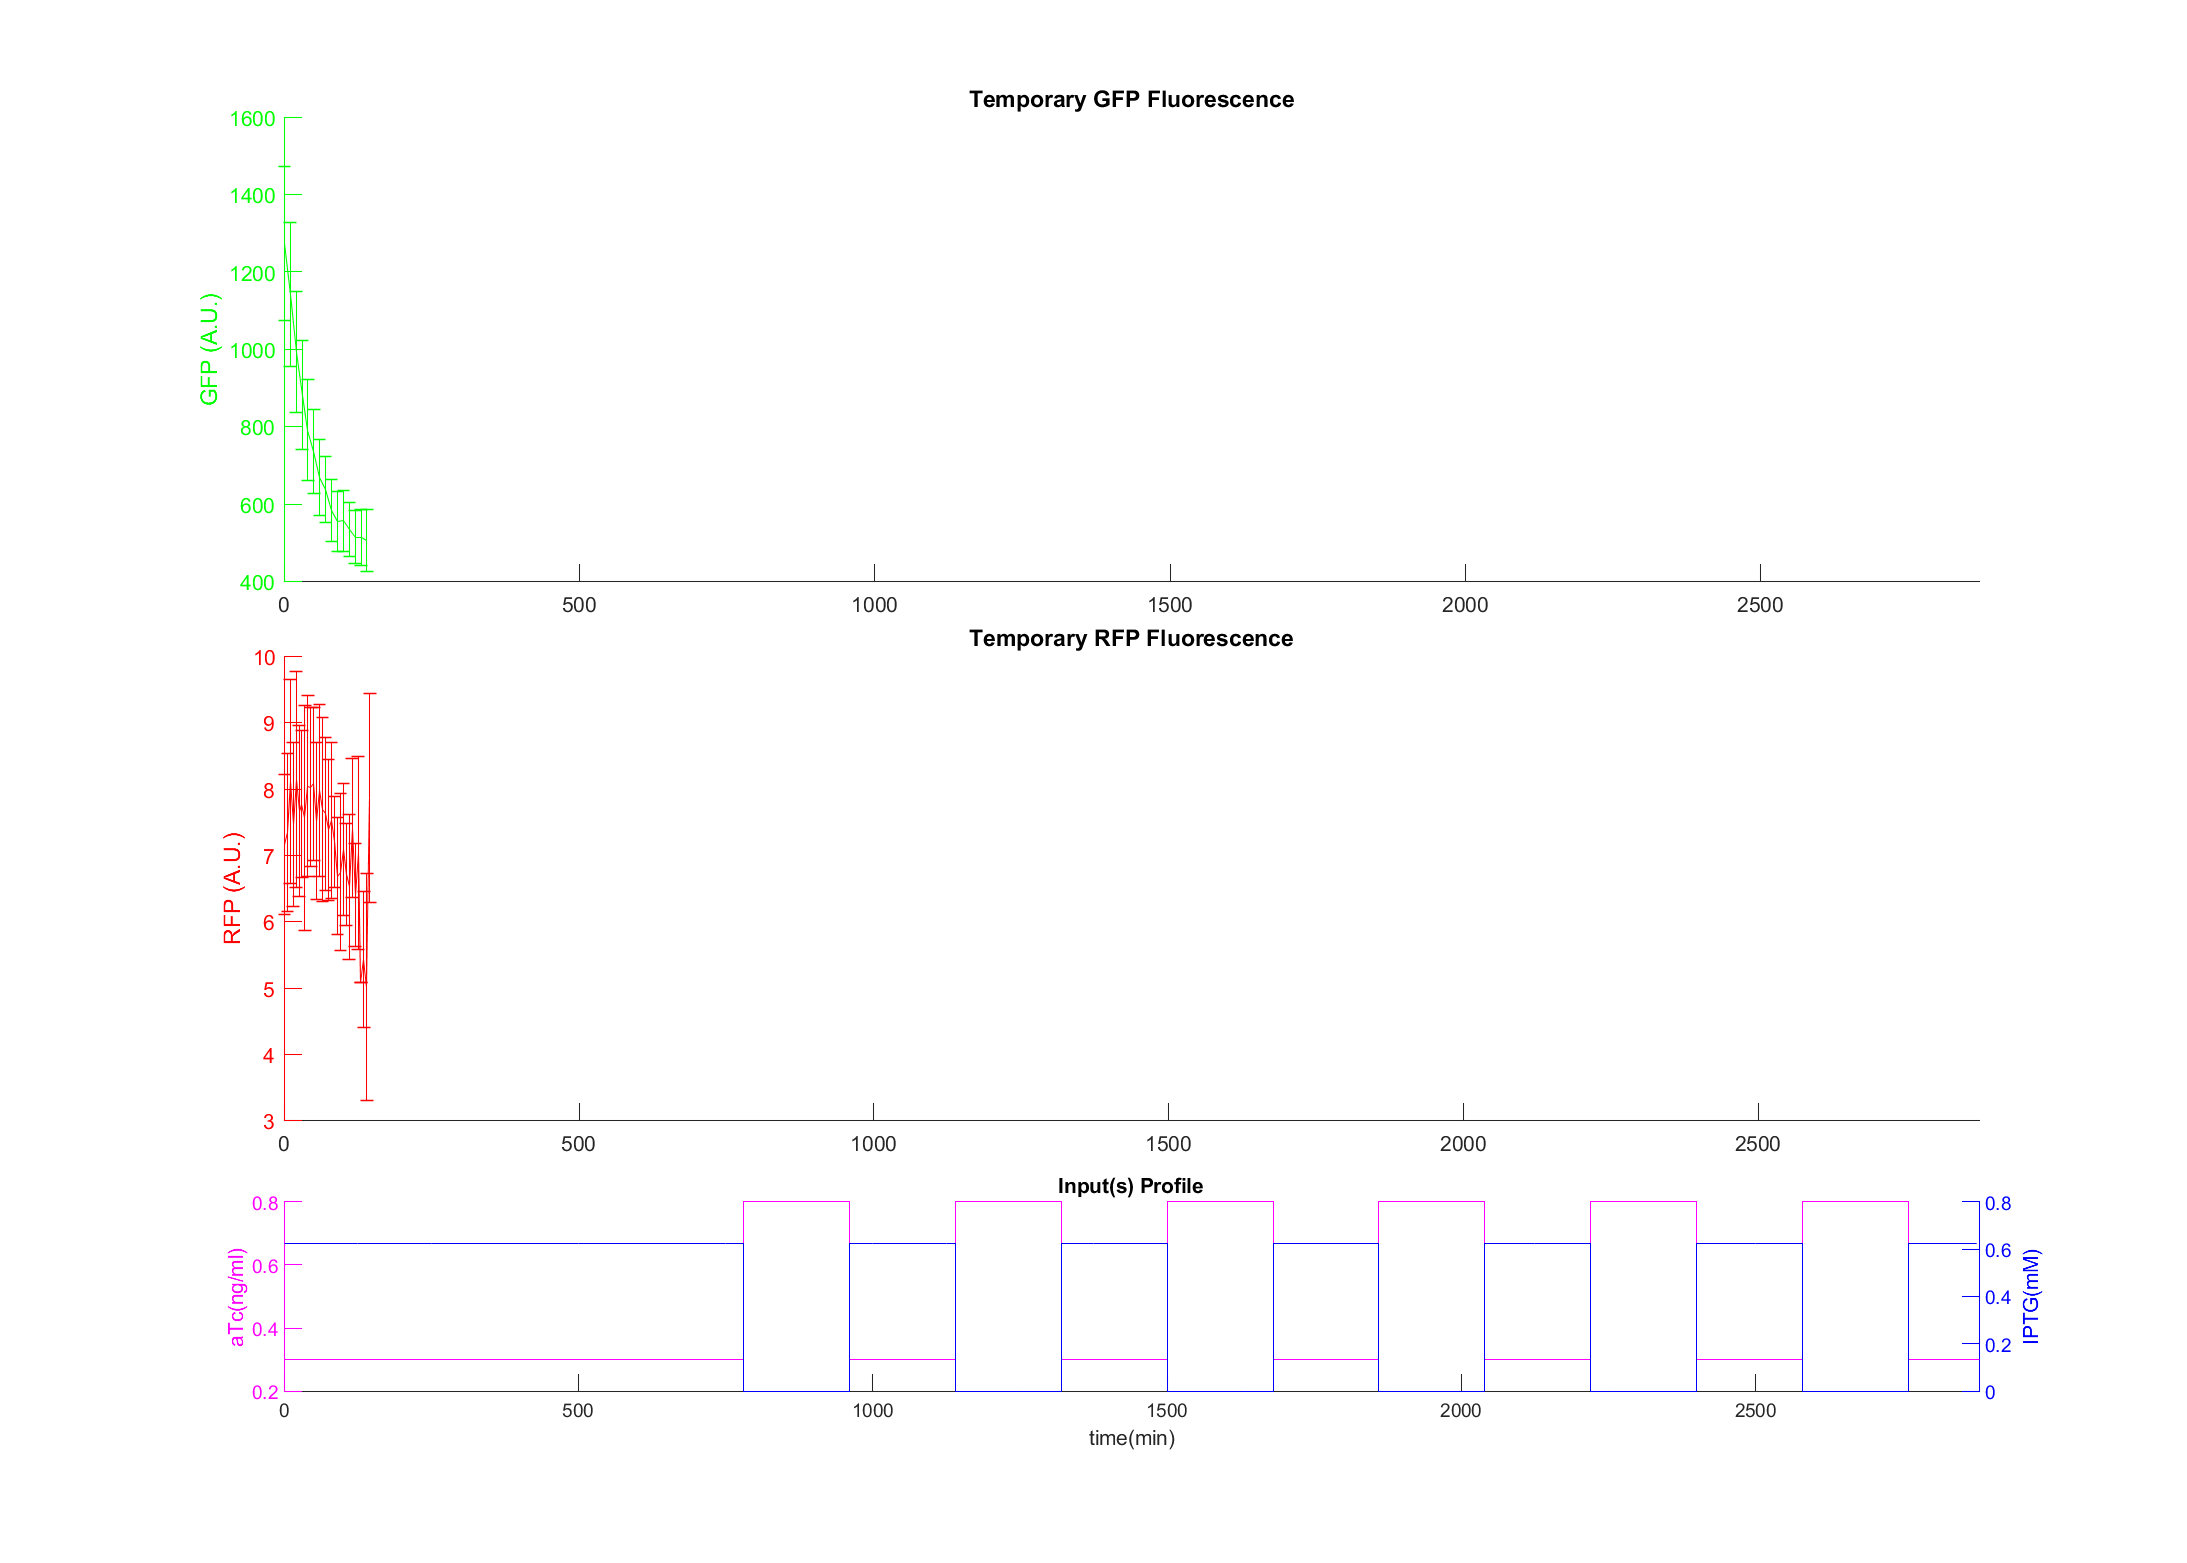 Temporary GFP Fluorescence
1600
1400
1200
1000
800
600
400
GFP (A.U.)
0 500 1000 1500 2000 2500
Temporary RFP Fluorescence
10
9
8
7
6
5
4
3
RFP (A.U.)
0 500 1000 1500 2000 2500
Input(s) Profile
0.8 0.8
0.6 0.6
0.4 0.4
0.2
0.2 0
aTc(ng/ml)
IPTG(mM)
0 500 1000 1500 2000 2500
time(min)